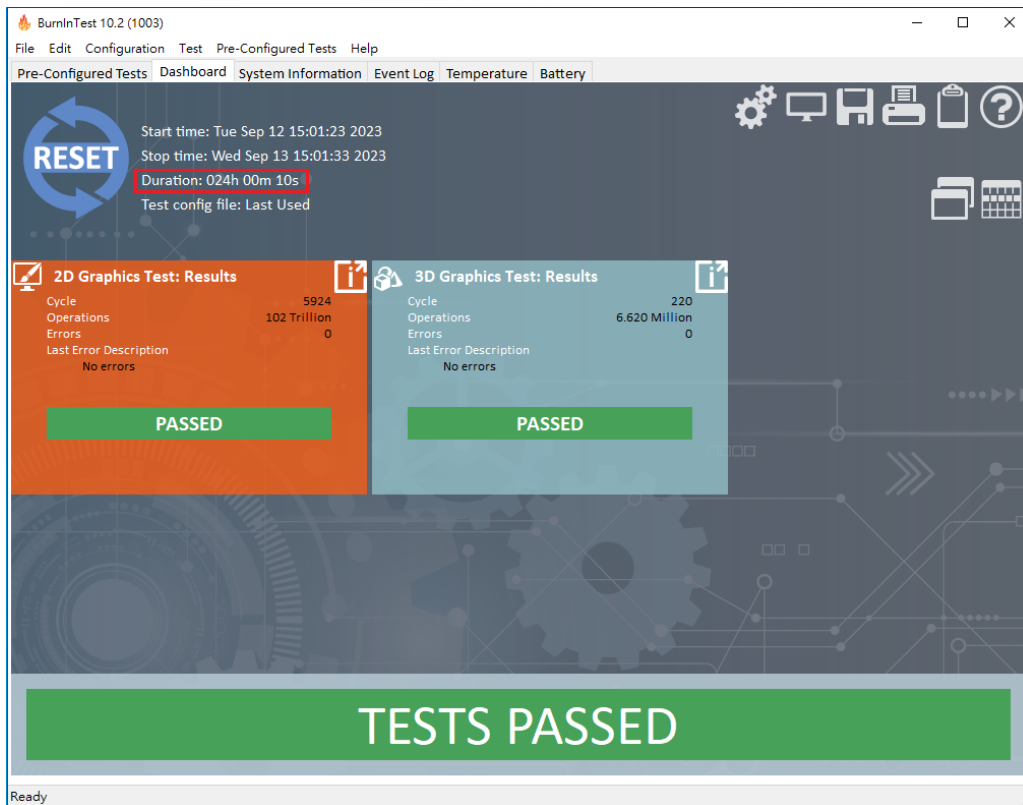 BurnInTest 10.2 (1003)
File Edit Configuration Test Pre-Configured Tests Help
Pre-Configured Tests Dashboard System Information Event Log Temperature Battery
RESET
Start time: Tue Sep 12 15:01:23 2023
Stop time: Wed Sep 13 15:01:33 2023
Duration: 024h 00m 10s
Test config file: Last Used
2D Graphics Test: Results
Cycle 5924
Operations 102 Trillion
Errors 0
Last Error Description
No errors
PASSED
3D Graphics Test: Results
Cycle 220
Operations 6.620 Million
Errors 0
Last Error Description
No errors
PASSED
TESTS PASSED
Ready